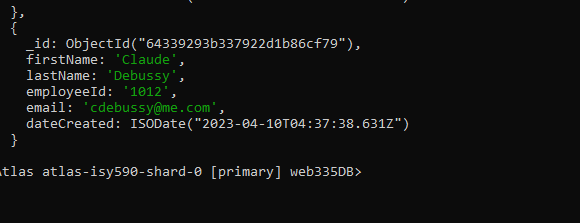 },
{
_id: ObjectId("64339293b337922d1b86cf79"),
firstName: 'Claude',
lastName: 'Debussy',
employeeId: '1012',
email: 'cdebussy@me.com',
dateCreated: ISODate("2023-04-10T04:37:38.631Z")
}
Atlas atlas-isy590-shard-0 [primary] web335DB>